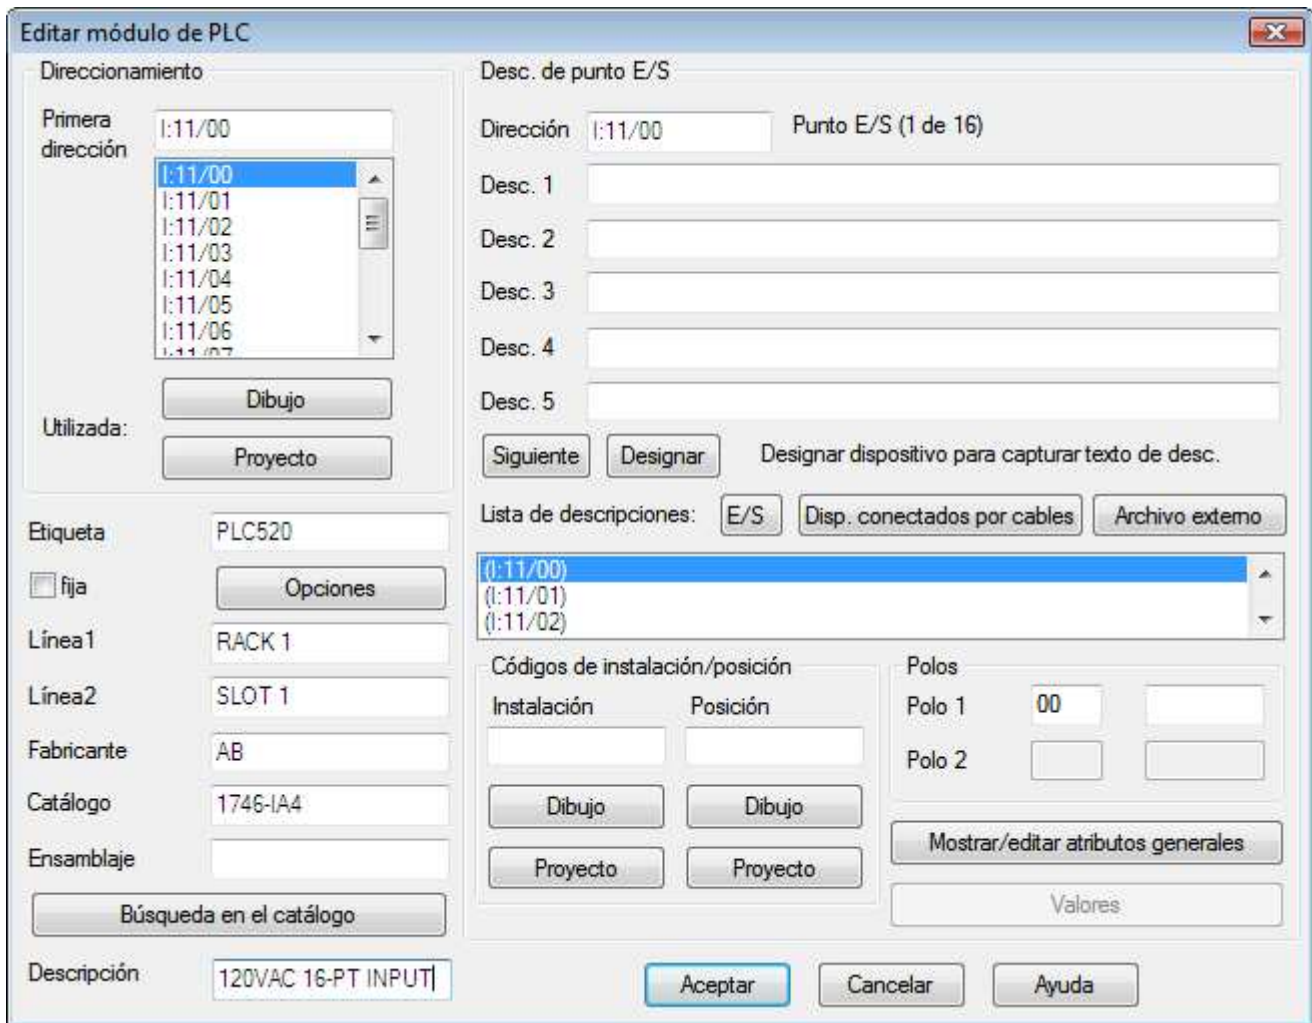 Editar módulo de PLC
Direccionamiento
Primera dirección
I:11/00
I:11/00
I:11/01
I:11/02
I:11/03
I:11/04
I:11/05
I:11/06
I:11/07
Utilizada:
Dibujo
Proyecto
Etiqueta
PLC520
fija
Opciones
Línea1
RACK 1
Línea2
SLOT 1
Fabricante
AB
Catálogo
1746-IA4
Ensamblaje
Búsqueda en el catálogo
Descripción
120VAC 16-PT INPUT
Desc. de punto E/S
Dirección
I:11/00
Punto E/S (1 de 16)
Desc. 1
Desc. 2
Desc. 3
Desc. 4
Desc. 5
Siguiente
Designar
Designar dispositivo para capturar texto de desc.
Lista de descripciones:
E/S
Disp. conectados por cables
Archivo externo
(I:11/00)
(I:11/01)
(I:11/02)
Códigos de instalación/posición
Instalación
Posición
Dibujo
Dibujo
Proyecto
Proyecto
Polos
Polo 1
00
Polo 2
Mostrar/editar atributos generales
Valores
Aceptar
Cancelar
Ayuda